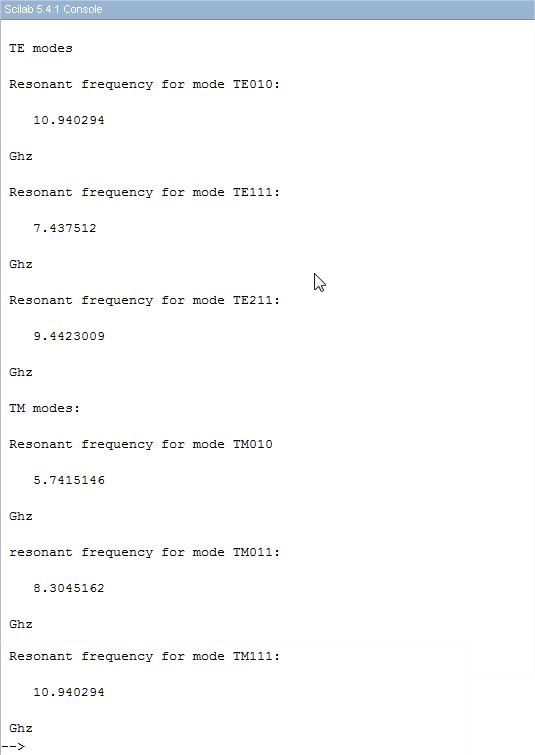 Scilab 5.4.1 Console
TE modes
Resonant frequency for mode TE010:
10.940294
Ghz
Resonant frequency for mode TE111:
7.437512
Ghz
Resonant frequency for mode TE211:
9.4423009
Ghz
TM modes:
Resonant frequency for mode TM010
5.7415146
Ghz
resonant frequency for mode TM011:
8.3045162
Ghz
Resonant frequency for mode TM111:
10.940294
Ghz
-->